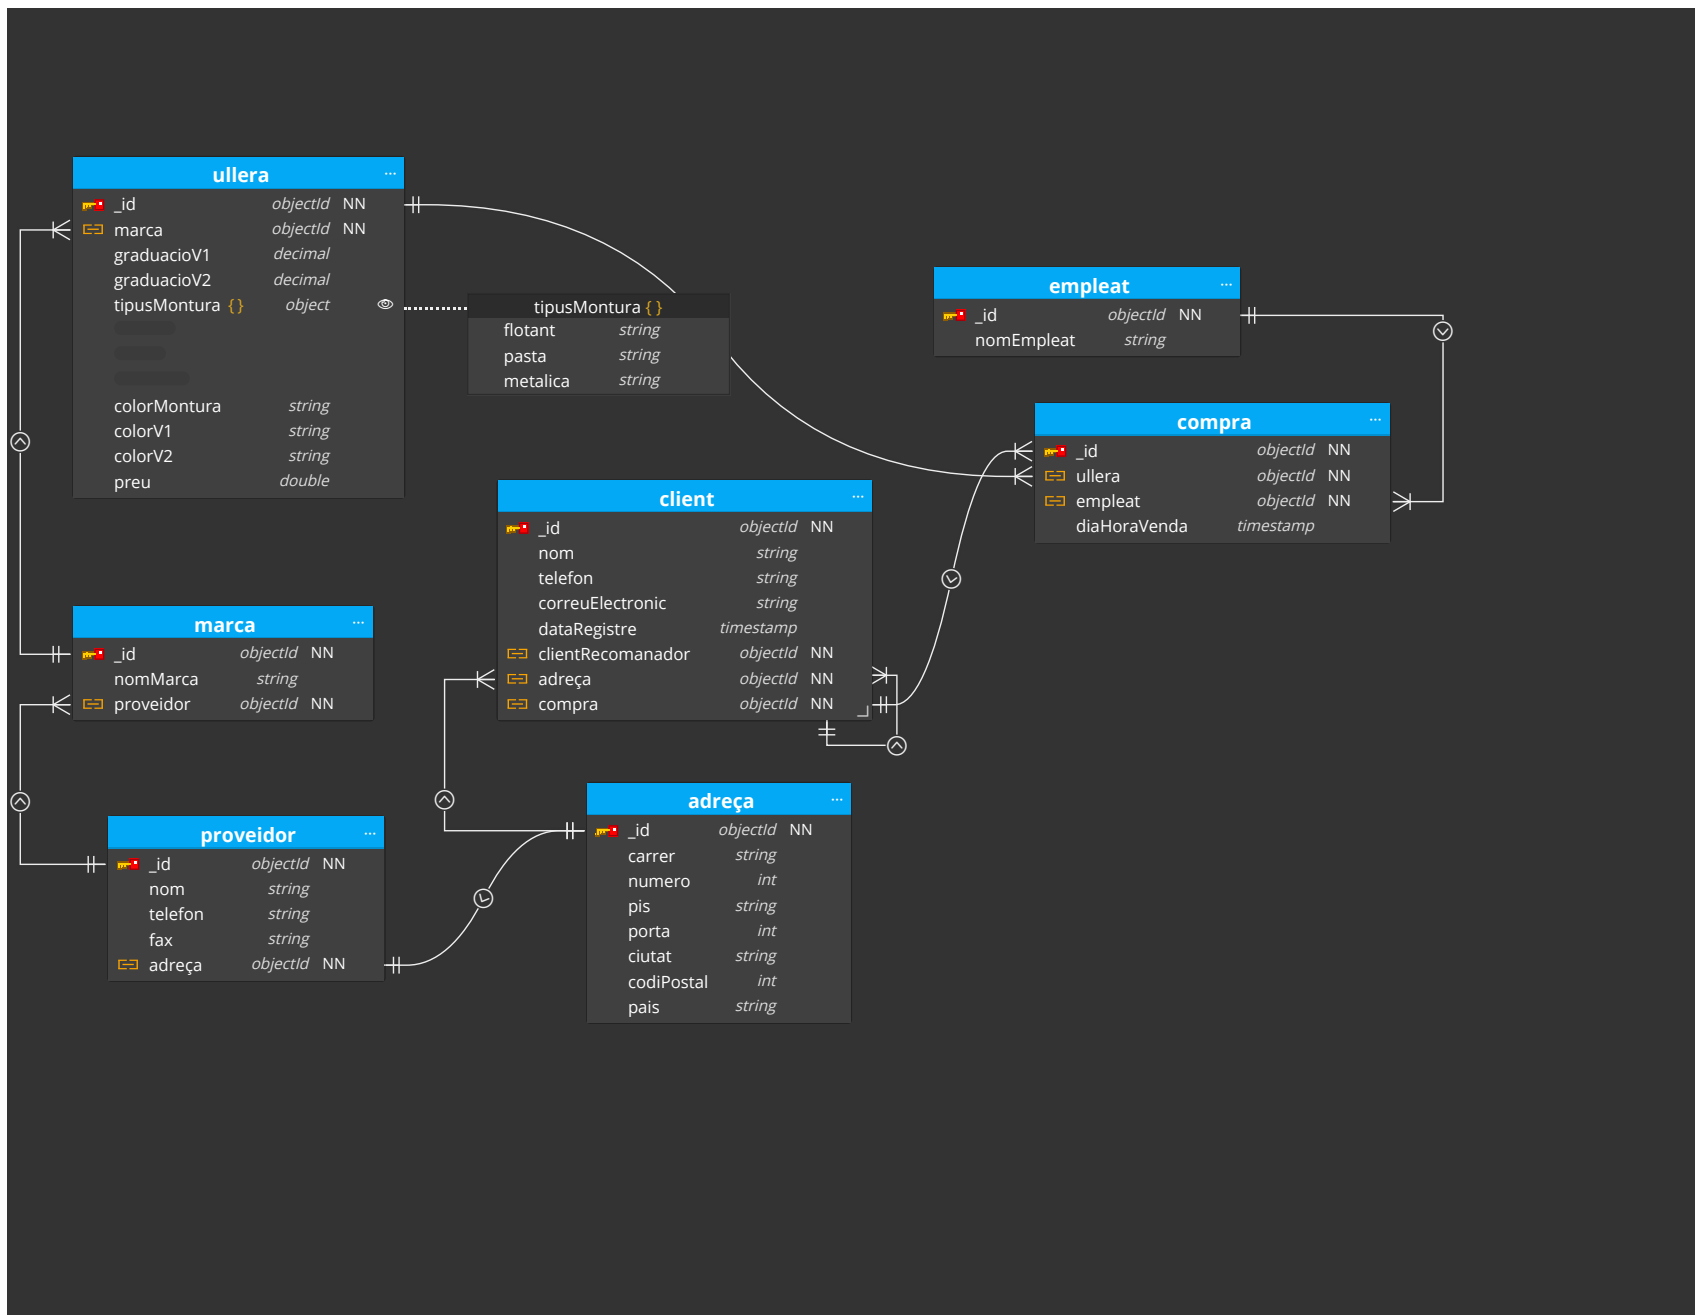 ullera ...
_id objectId NN
marca objectId NN
graduacioV1 decimal
graduacioV2 decimal
tipusMontura {} object
colorMontura string
colorV1 string
colorV2 string
preu double
tipusMontura {}
flotant string
pasta string
metalica string
empleat ...
_id objectId NN
nomEmpleat string
compra ...
_id objectId NN
ullera objectId NN
empleat objectId NN
diaHoraVenda timestamp
client ...
_id objectId NN
nom string
telefon string
correuElectronic string
dataRegistre timestamp
clientRecomanador objectId NN
adreça objectId NN
compra objectId NN
marca ...
_id objectId NN
nomMarca string
proveidor objectId NN
proveidor ...
_id objectId NN
nom string
telefon string
fax string
adreça objectId NN
adreça ...
_id objectId NN
carrer string
numero int
pis string
porta int
ciutat string
codiPostal int
pais string